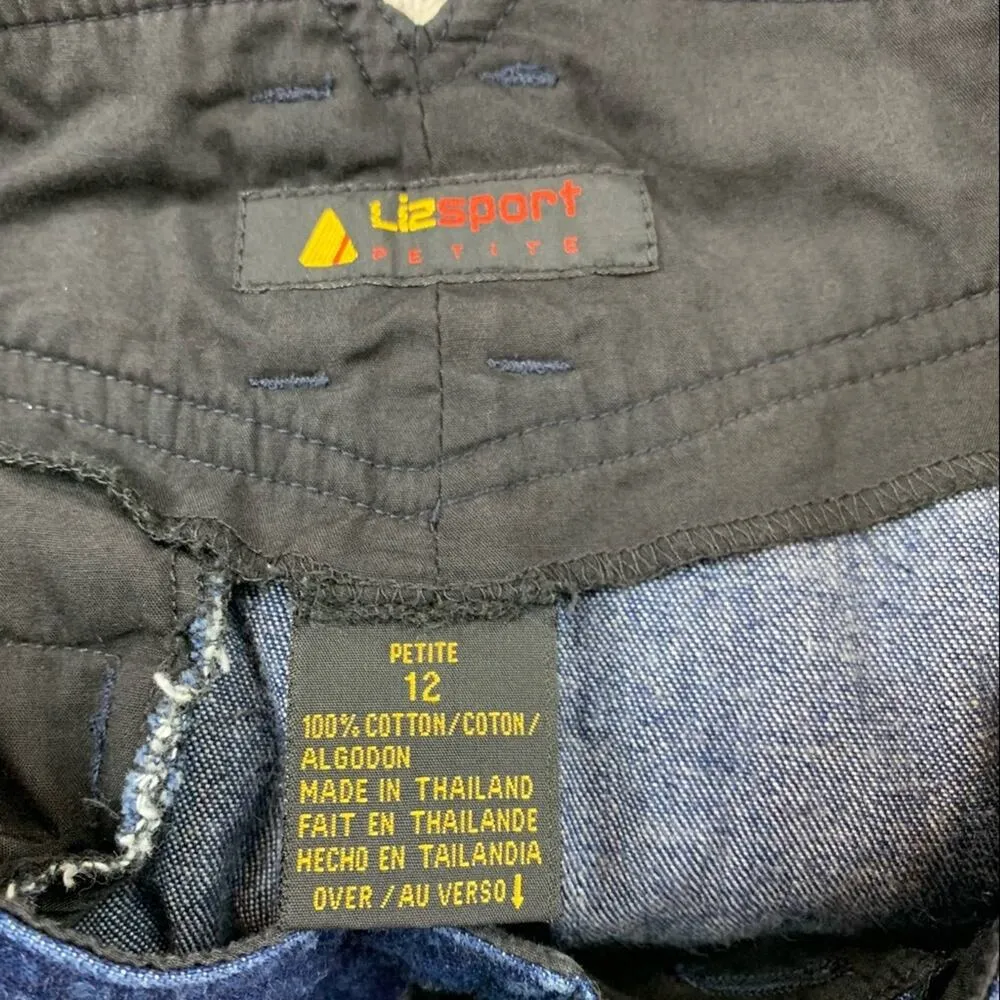 Lizsport
PETITE
PETITE
12
100% COTTON/COTON/
ALGODON
MADE IN THAILAND
FAIT EN THAILANDE
HECHO EN TAILANDIA
OVER / AU VERSO↓